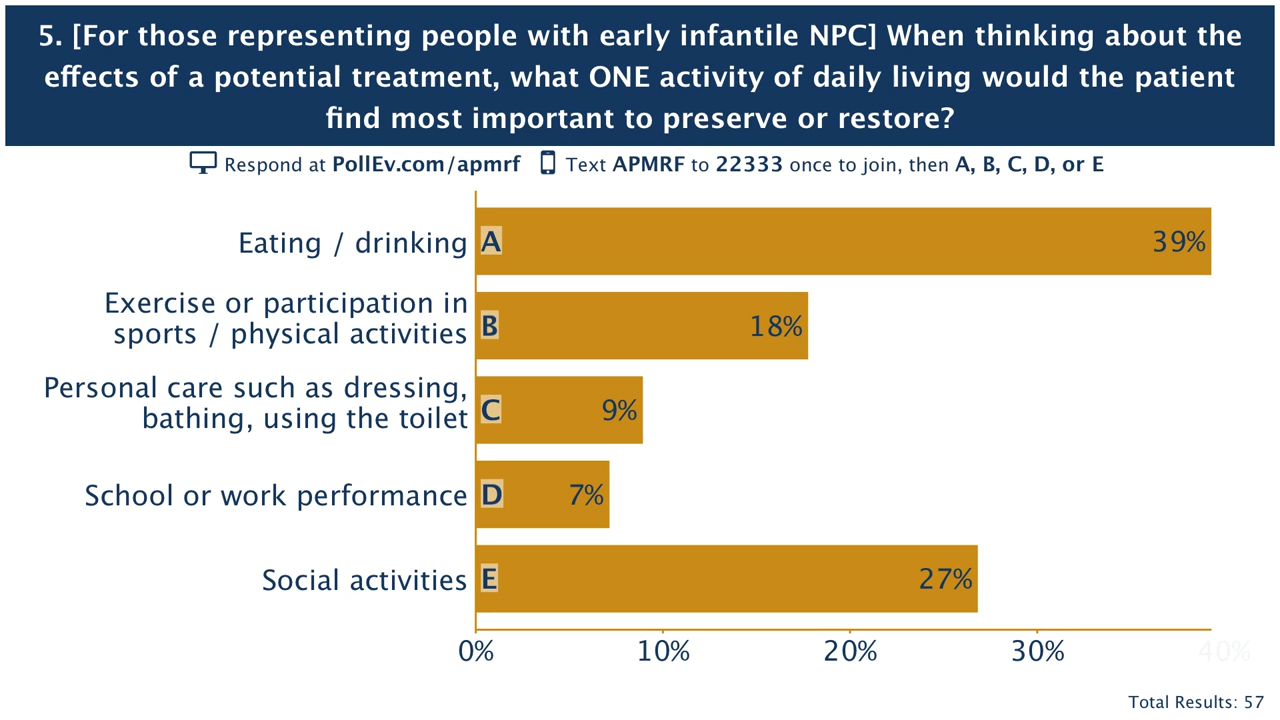 5. [For those representing people with early infantile NPC] When thinking about the
effects of a potential treatment, what ONE activity of daily living would the patient
find most important to preserve or restore?
Respond at PollEv.com/apmrf Text APMRF to 22333 once to join, then A, B, C, D, or E
Eating / drinking A 39%
Exercise or participation in
sports / physical activities B 18%
Personal care such as dressing,
bathing, using the toilet C 9%
School or work performance D 7%
Social activities E 27%
0% 10% 20% 30% 40%
Total Results: 57